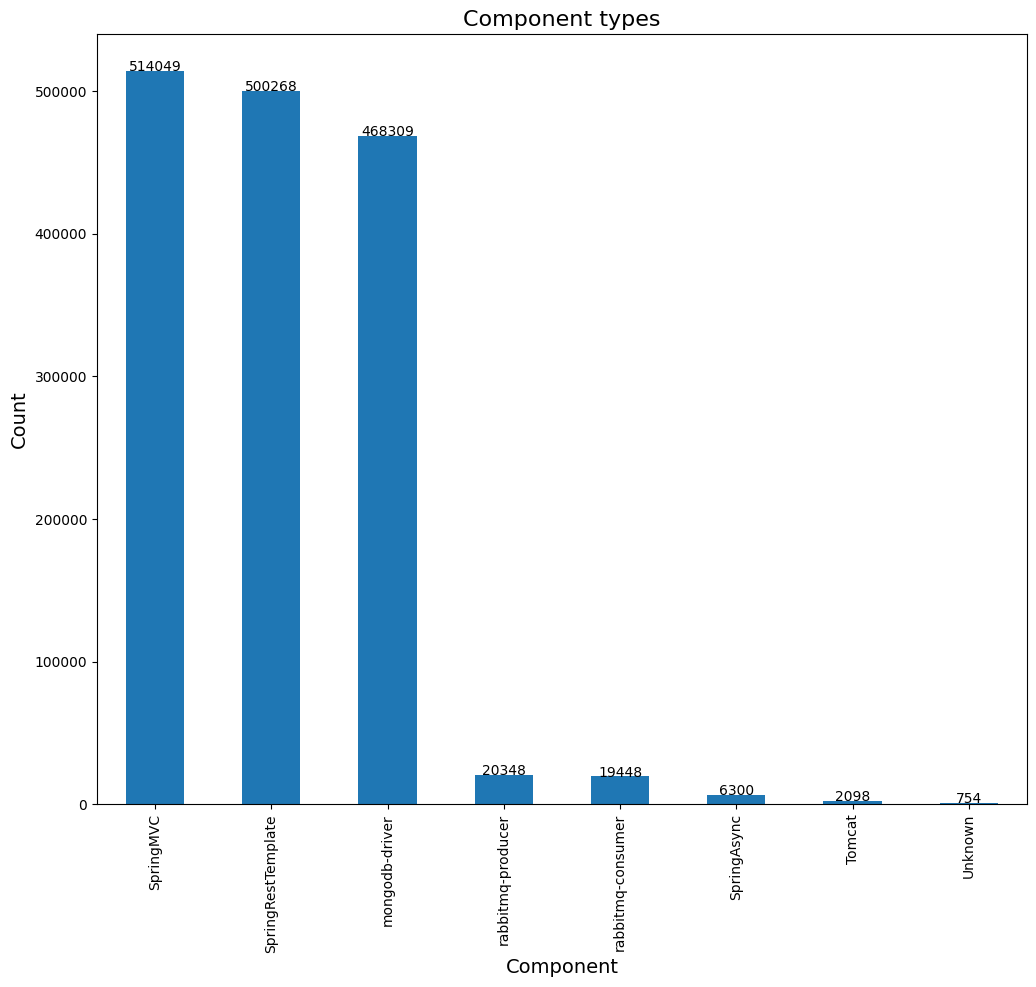 Component types
514049
500268
468309
20348
19448
6300
2098
754
500000
400000
300000
200000
100000
0
Count
SpringMVC
SpringRestTemplate
mongodb-driver
rabbitmq-producer
rabbitmq-consumer
SpringAsync
Tomcat
Unknown
Component